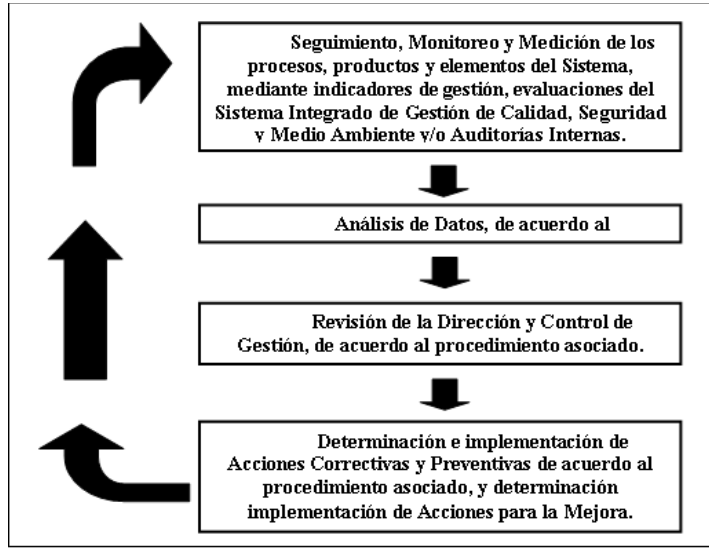 Seguimiento, Monitoreo y Medición de los
procesos, productos y elementos del Sistema,
mediante indicadores de gestión, evaluaciones del
Sistema Integrado de Gestión de Calidad, Seguridad
y Medio Ambiente y/o Auditorías Internas.
Análisis de Datos, de acuerdo al
Revisión de la Dirección y Control de
Gestión, de acuerdo al procedimiento asociado.
Determinación e implementación de
Acciones Correctivas y Preventivas de acuerdo al
procedimiento asociado, y determinación
implementación de Acciones para la Mejora.